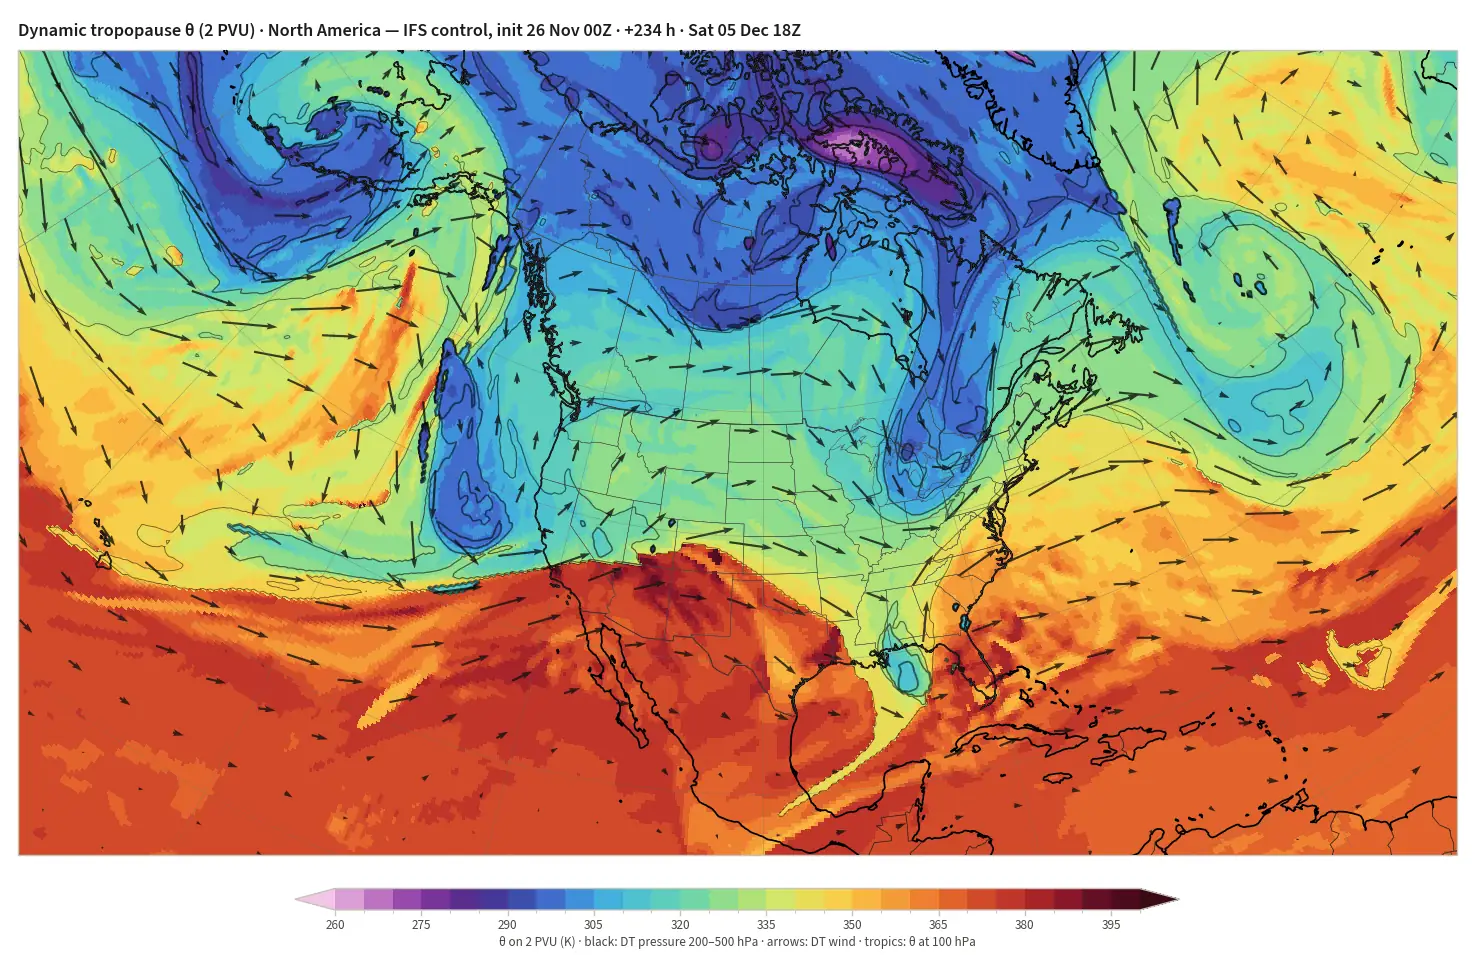 Dynamic tropopause θ (2 PVU) · North America — IFS control, init 26 Nov 00Z · +234 h · Sat 05 Dec 18Z
260 275 290 305 320 335 350 365 380 395
θ on 2 PVU (K) · black: DT pressure 200–500 hPa · arrows: DT wind · tropics: θ at 100 hPa